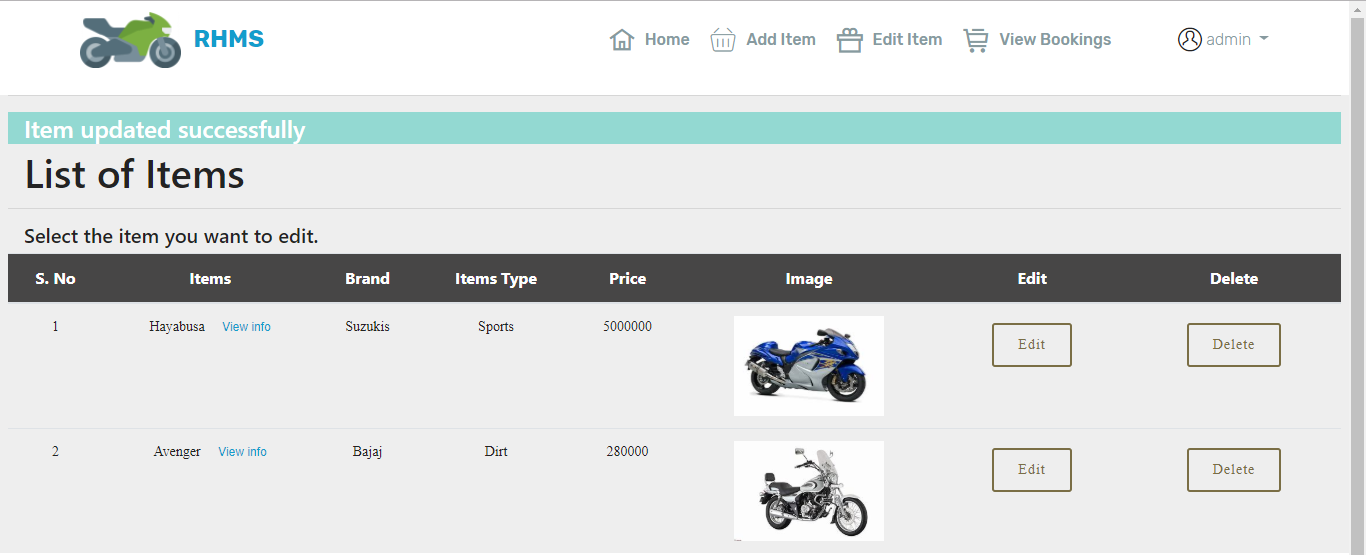 RHMS Home Add Item Edit Item View Bookings admin
Item updated successfully
List of Items
Select the item you want to edit.
S. No Items Brand Items Type Price Image Edit Delete
1 Hayabusa View info Suzukis Sports 5000000 Edit Delete
2 Avenger View info Bajaj Dirt 280000 Edit Delete